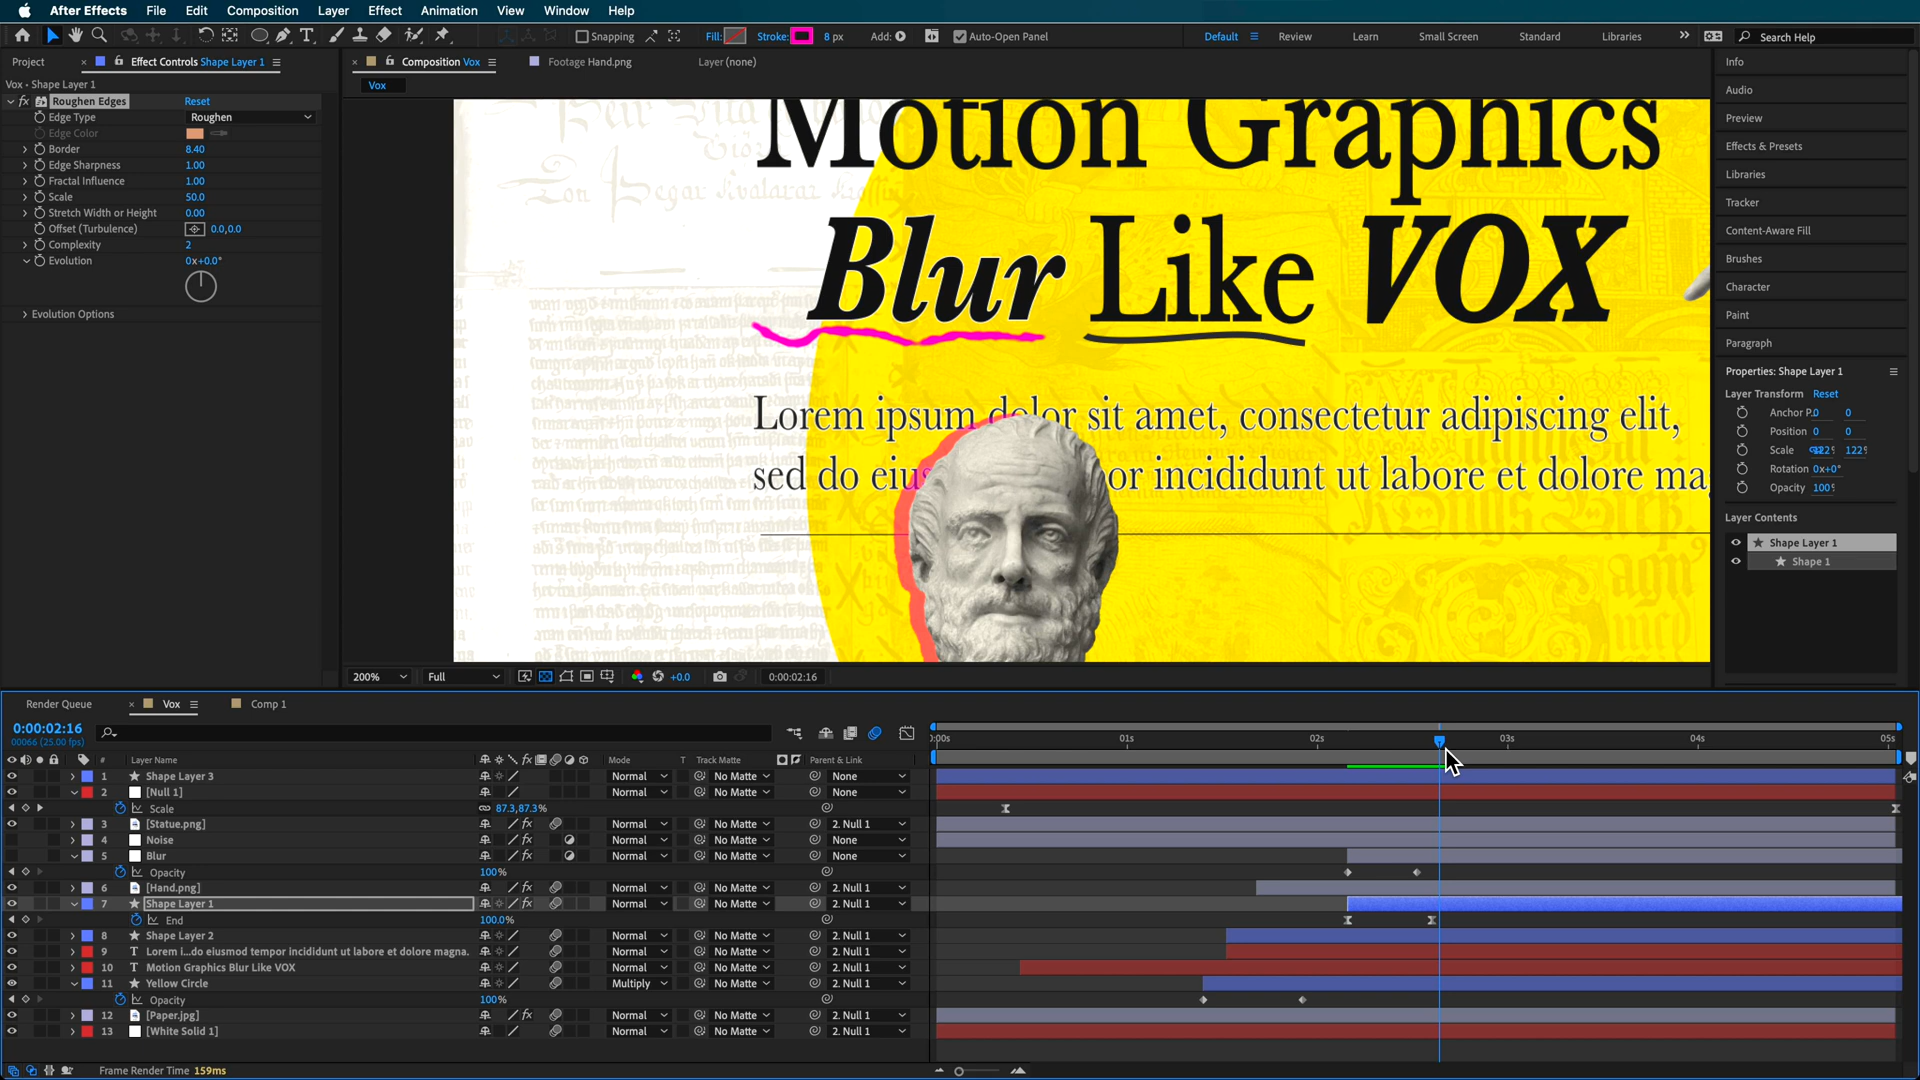 After Effects File Edit Composition Layer Effect Animation View Window Help
Snapping Fill: Stroke: 8 px Add: Auto-Open Panel Default Review Learn Small Screen Standard Libraries Search Help
Project Effect Controls Shape Layer 1
Vox • Shape Layer 1
fx Roughen Edges Reset
Edge Type Roughen
Edge Color
Border 8.40
Edge Sharpness 1.00
Fractal Influence 1.00
Scale 50.0
Stretch Width or Height 0.00
Offset (Turbulence) 0.0,0.0
Complexity 2
Evolution 0x+0.0°
Evolution Options
Composition Vox Footage Hand.png Layer (none)
Vox
Motion Graphics
Blur Like VOX
Lorem ipsum dolor sit amet, consectetur adipiscing elit,
sed do eius or incididunt ut labore et dolore ma
200% Full +0.0 0:00:02:16
Info
Audio
Preview
Effects & Presets
Libraries
Tracker
Content-Aware Fill
Brushes
Character
Paint
Paragraph
Properties: Shape Layer 1
Layer Transform Reset
Anchor P. 0 0
Position 0 0
Scale 122% 122%
Rotation 0x+0°
Opacity 100%
Layer Contents
Shape Layer 1
Shape 1
Render Queue Vox Comp 1
0:00:02:16
00066 (25.00 fps)
# Layer Name fx Mode T Track Matte Parent & Link
0:00s 01s 02s 03s 04s 05s
1 Shape Layer 3 Normal No Matte None
2 [Null 1] Normal No Matte None
Scale 87.3,87.3%
3 [Statue.png] fx Normal No Matte 2. Null 1
4 Noise fx Normal No Matte None
5 Blur fx Normal No Matte None
Opacity 100%
6 [Hand.png] fx Normal No Matte 2. Null 1
7 Shape Layer 1 fx Normal No Matte 2. Null 1
End 100.0%
8 Shape Layer 2 Normal No Matte 2. Null 1
9 T Lorem i...do eiusmod tempor incididunt ut labore et dolore magna. Normal No Matte 2. Null 1
10 T Motion Graphics Blur Like VOX Normal No Matte 2. Null 1
11 Yellow Circle Multiply No Matte 2. Null 1
Opacity 100%
12 [Paper.jpg] fx Normal No Matte 2. Null 1
13 [White Solid 1] Normal No Matte 2. Null 1
Frame Render Time 159ms